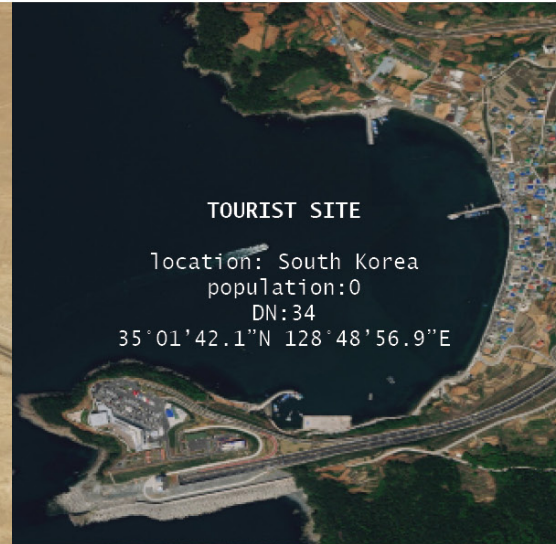 TOURIST SITE
location: South Korea
population:0
DN:34
35°01'42.1”N 128°48'56.9”E